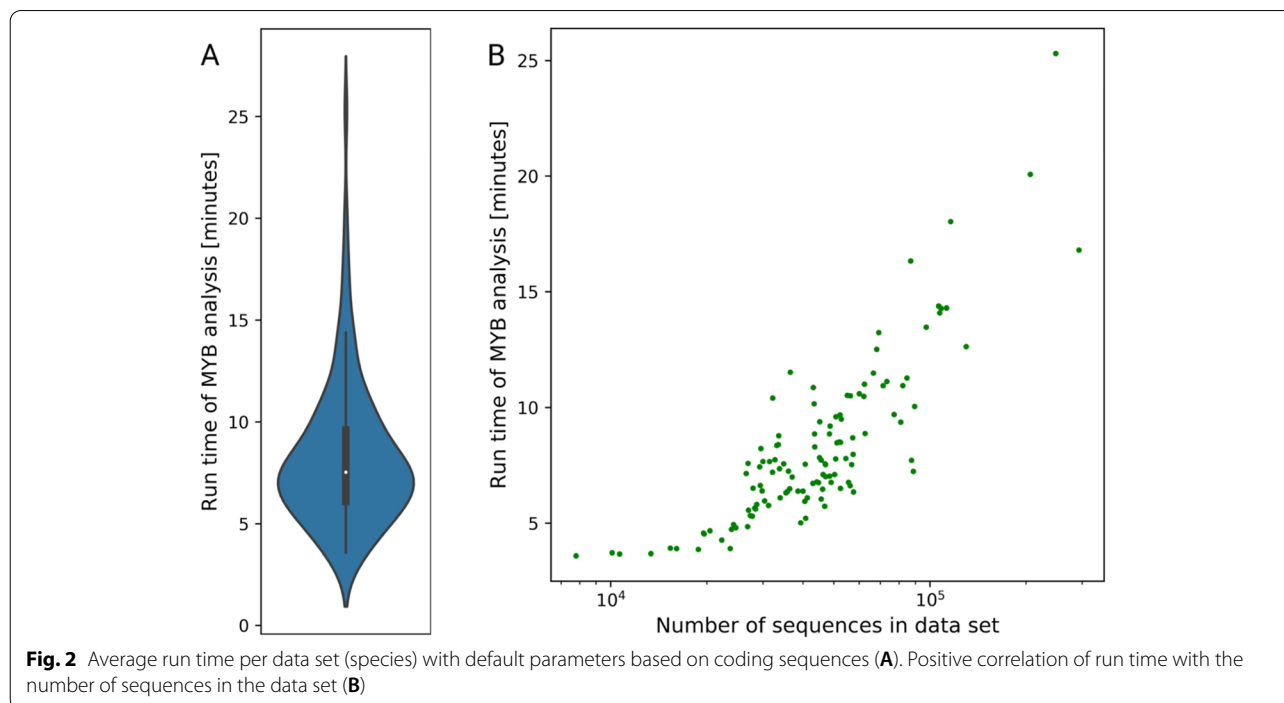 A
Run time of MYB analysis [minutes]
25
20
15
10
5
0
B
Run time of MYB analysis [minutes]
25
20
15
10
5
10⁴
10⁵
Number of sequences in data set
Fig. 2 Average run time per data set (species) with default parameters based on coding sequences (A). Positive correlation of run time with the
number of sequences in the data set (B)